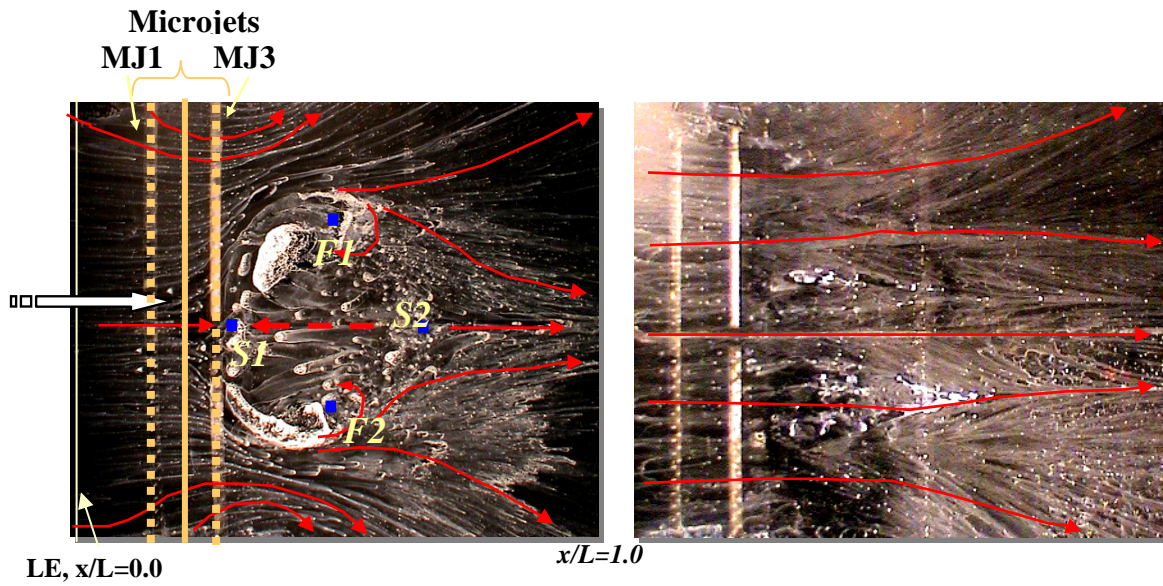 Microjets
MJ1 MJ3
F1
S2
S1
F2
x/L=1.0
LE, x/L=0.0